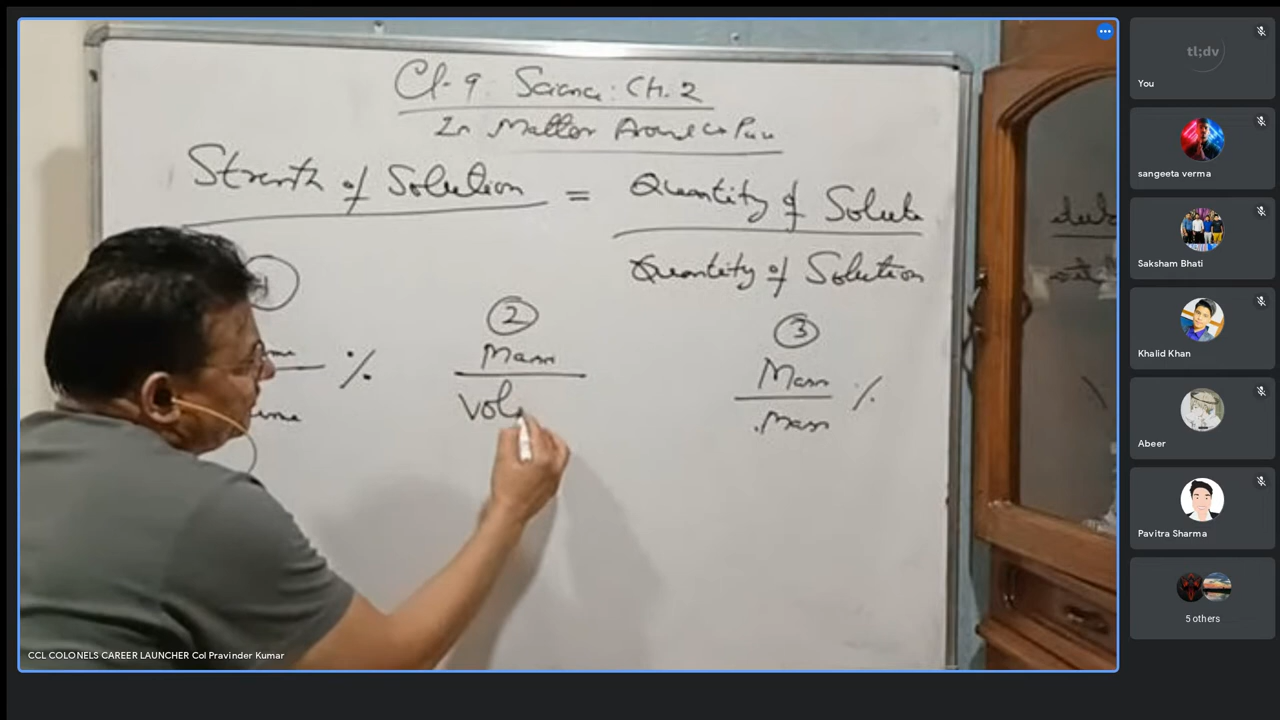 Cl. 9 Science: Ch. 2
Is Matter Around Us Pure
Strenth of Solution = Quantity of Solute
Quantity of Solution
1
2
3
Mass
Vol
Mass %
Mass
%
tl;dv
You
sangeeta verma
Saksham Bhati
Khalid Khan
Abeer
Pavitra Sharma
5 others
CCL COLONELS CAREER LAUNCHER Col Pravinder Kumar